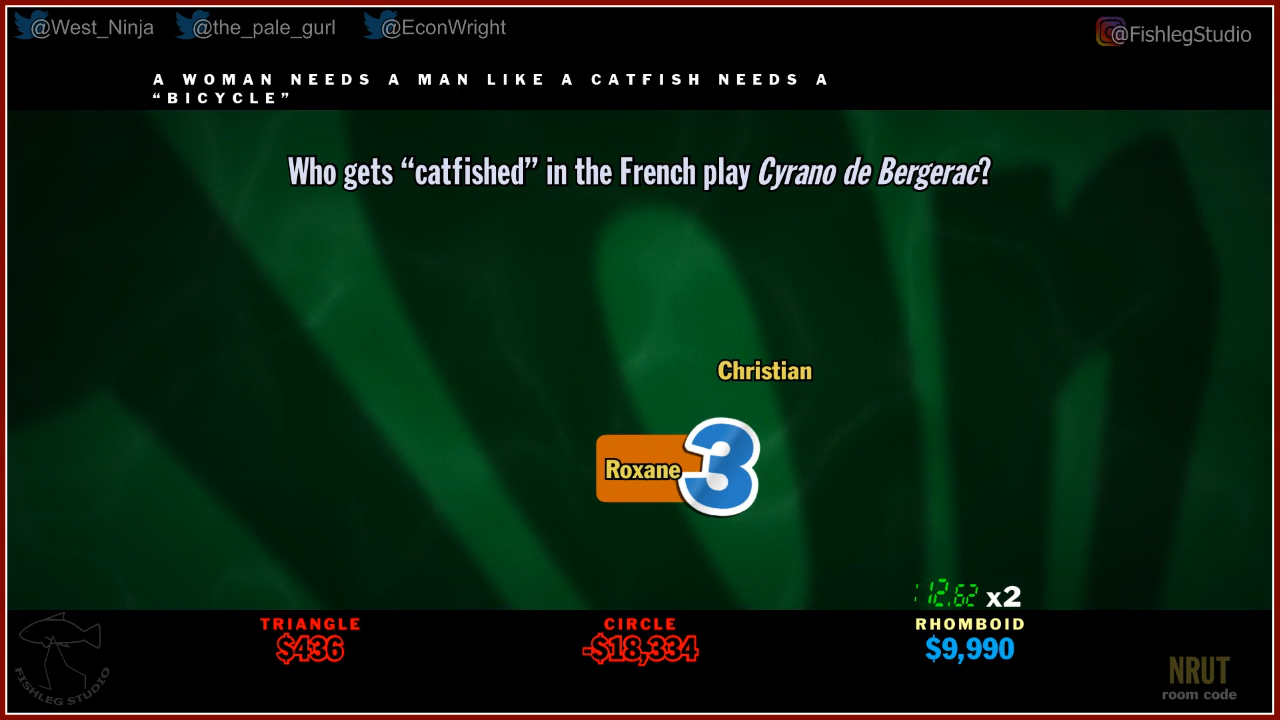 @West_Ninja @the_pale_gurl @EconWright
@FishlegStudio
A WOMAN NEEDS A MAN LIKE A CATFISH NEEDS A
“BICYCLE”
Who gets “catfished” in the French play Cyrano de Bergerac?
Christian
Roxane 3
12.62 x2
TRIANGLE CIRCLE RHOMBOID
$436 -$18,334 $9,990
FISHLEG STUDIO
NRUT
room code